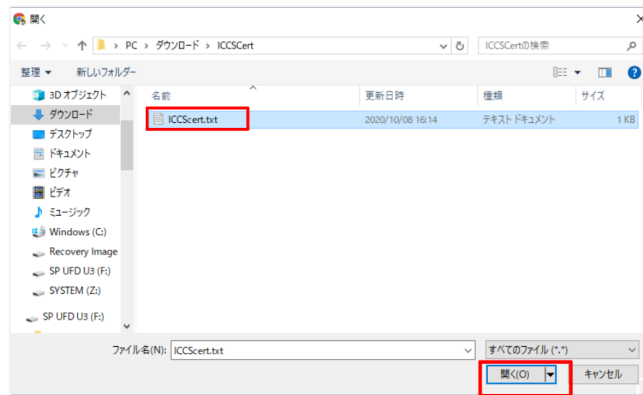 開く
PC > ダウンロード > ICCSCert
ICCSCertの検索
整理 新しいフォルダー
名前 更新日時 種類 サイズ
3D オブジェクト
ダウンロード
デスクトップ
ドキュメント
ピクチャ
ビデオ
ミュージック
Windows (C:)
Recovery Image
SP UFD U3 (F:)
SYSTEM (Z:)
SP UFD U3 (F:)
ICCScert.txt 2020/10/08 16:14 テキスト ドキュメント 1 KB
ファイル名(N): ICCScert.txt すべてのファイル (*.*)
開く(O) キャンセル